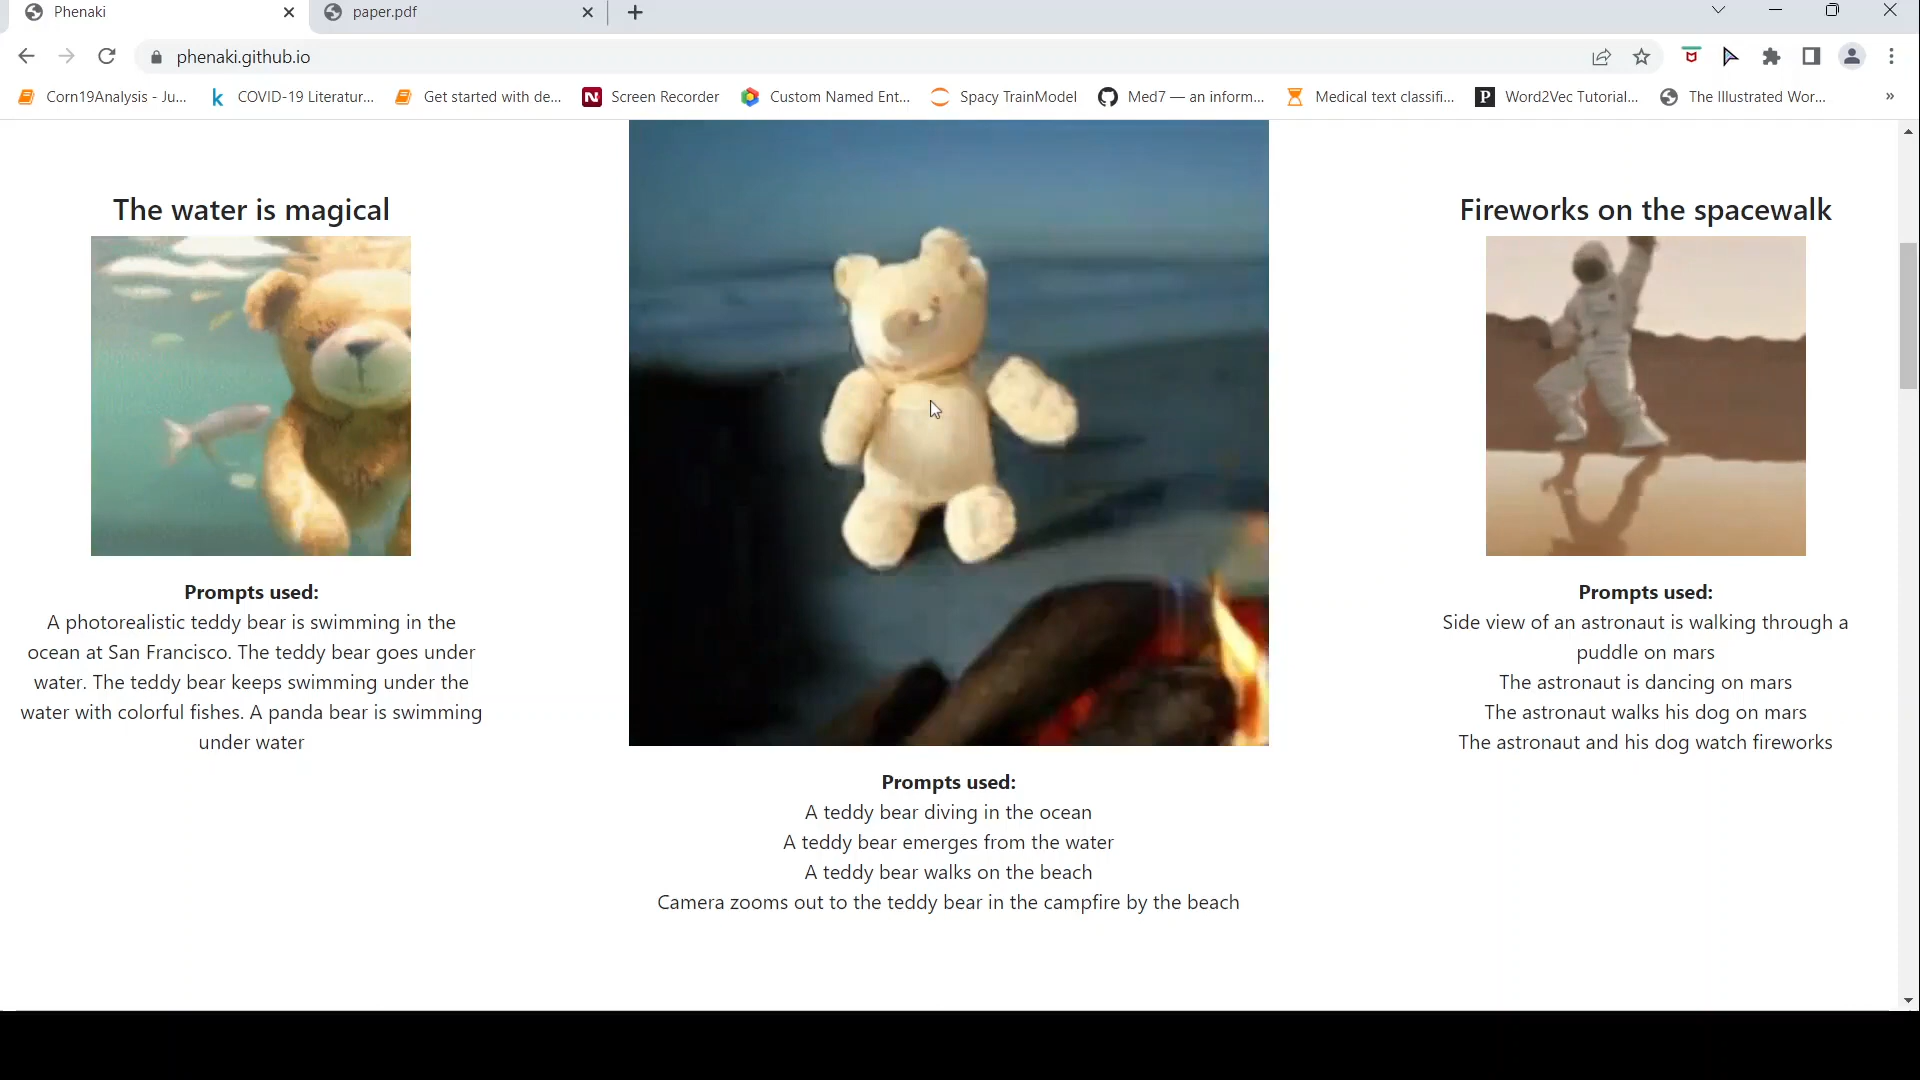 Phenaki
paper.pdf
phenaki.github.io
Corn19Analysis - Ju...
COVID-19 Literatur...
Get started with de...
N
Screen Recorder
Custom Named Ent...
Spacy TrainModel
Med7 — an inform...
Medical text classifi...
P
Word2Vec Tutorial...
The Illustrated Wor...
»
The water is magical
Prompts used:
A photorealistic teddy bear is swimming in the
ocean at San Francisco. The teddy bear goes under
water. The teddy bear keeps swimming under the
water with colorful fishes. A panda bear is swimming
under water
Prompts used:
A teddy bear diving in the ocean
A teddy bear emerges from the water
A teddy bear walks on the beach
Camera zooms out to the teddy bear in the campfire by the beach
Fireworks on the spacewalk
Prompts used:
Side view of an astronaut is walking through a
puddle on mars
The astronaut is dancing on mars
The astronaut walks his dog on mars
The astronaut and his dog watch fireworks